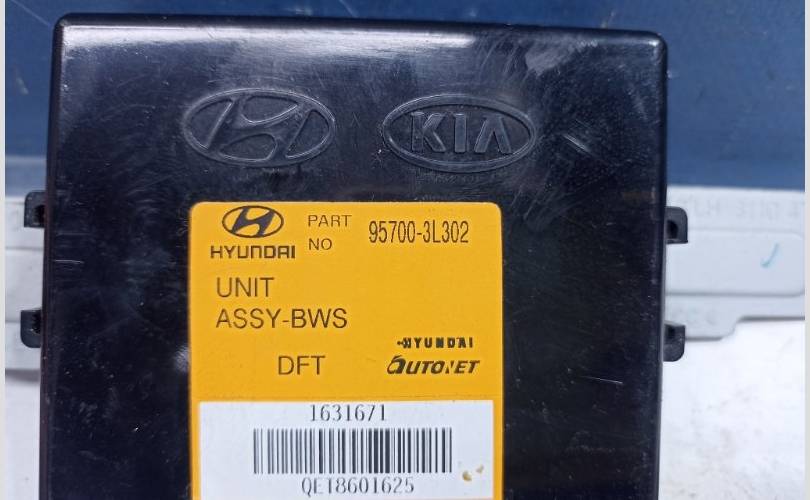 KIA
HYUNDAI
PART NO 95700-3L302
UNIT
ASSY-BWS
DFT
HYUNDAI
AUTONET
1631671
QET8601625